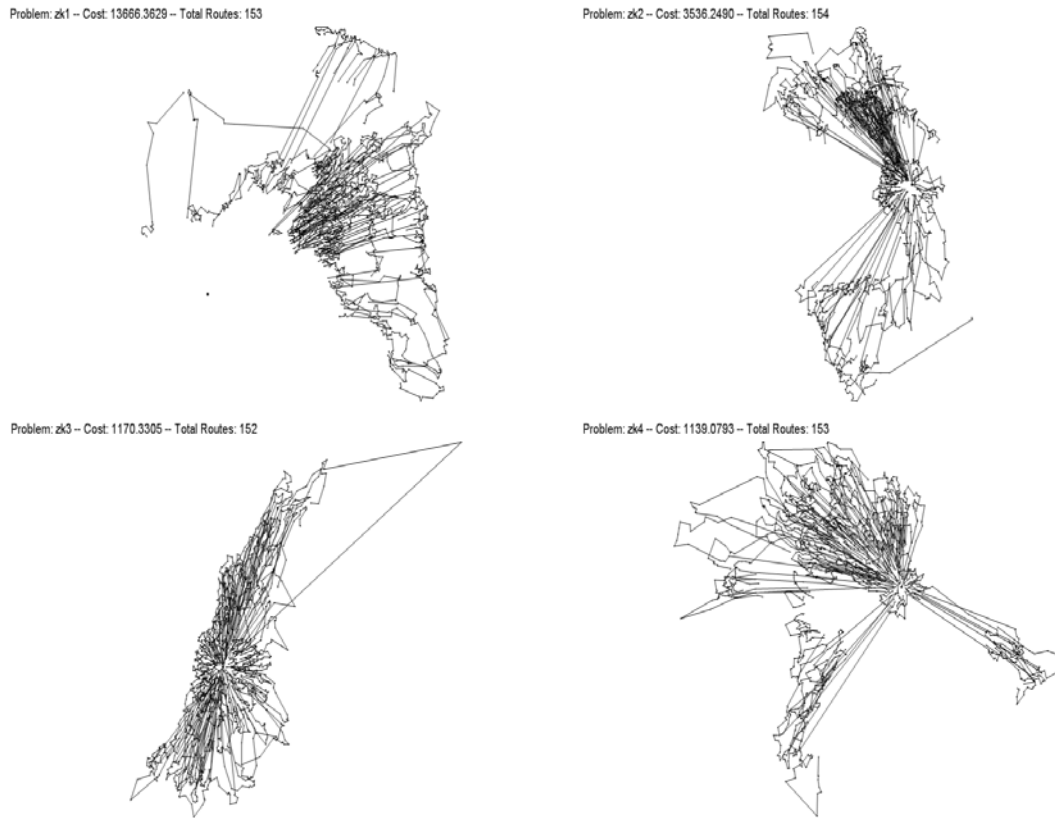 Problem: zk1 -- Cost: 13666.3629 -- Total Routes: 153
Problem: zk2 -- Cost: 3536.2490 -- Total Routes: 154
Problem: zk3 -- Cost: 1170.3305 -- Total Routes: 152
Problem: zk4 -- Cost: 1139.0793 -- Total Routes: 153